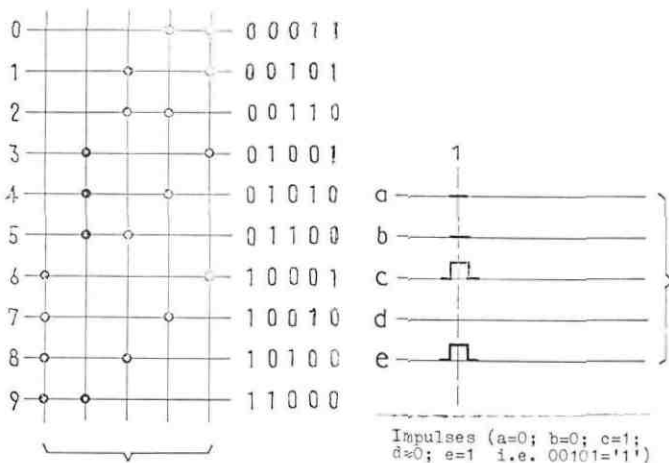 0 00011
1 00101
2 00110
3 01001
4 01010
5 01100
6 10001
7 10010
8 10100
9 11000
1
a
b
c
d
e
Impulses (a=0; b=0; c=1;
d≈0; e=1 i.e. 00101='1')